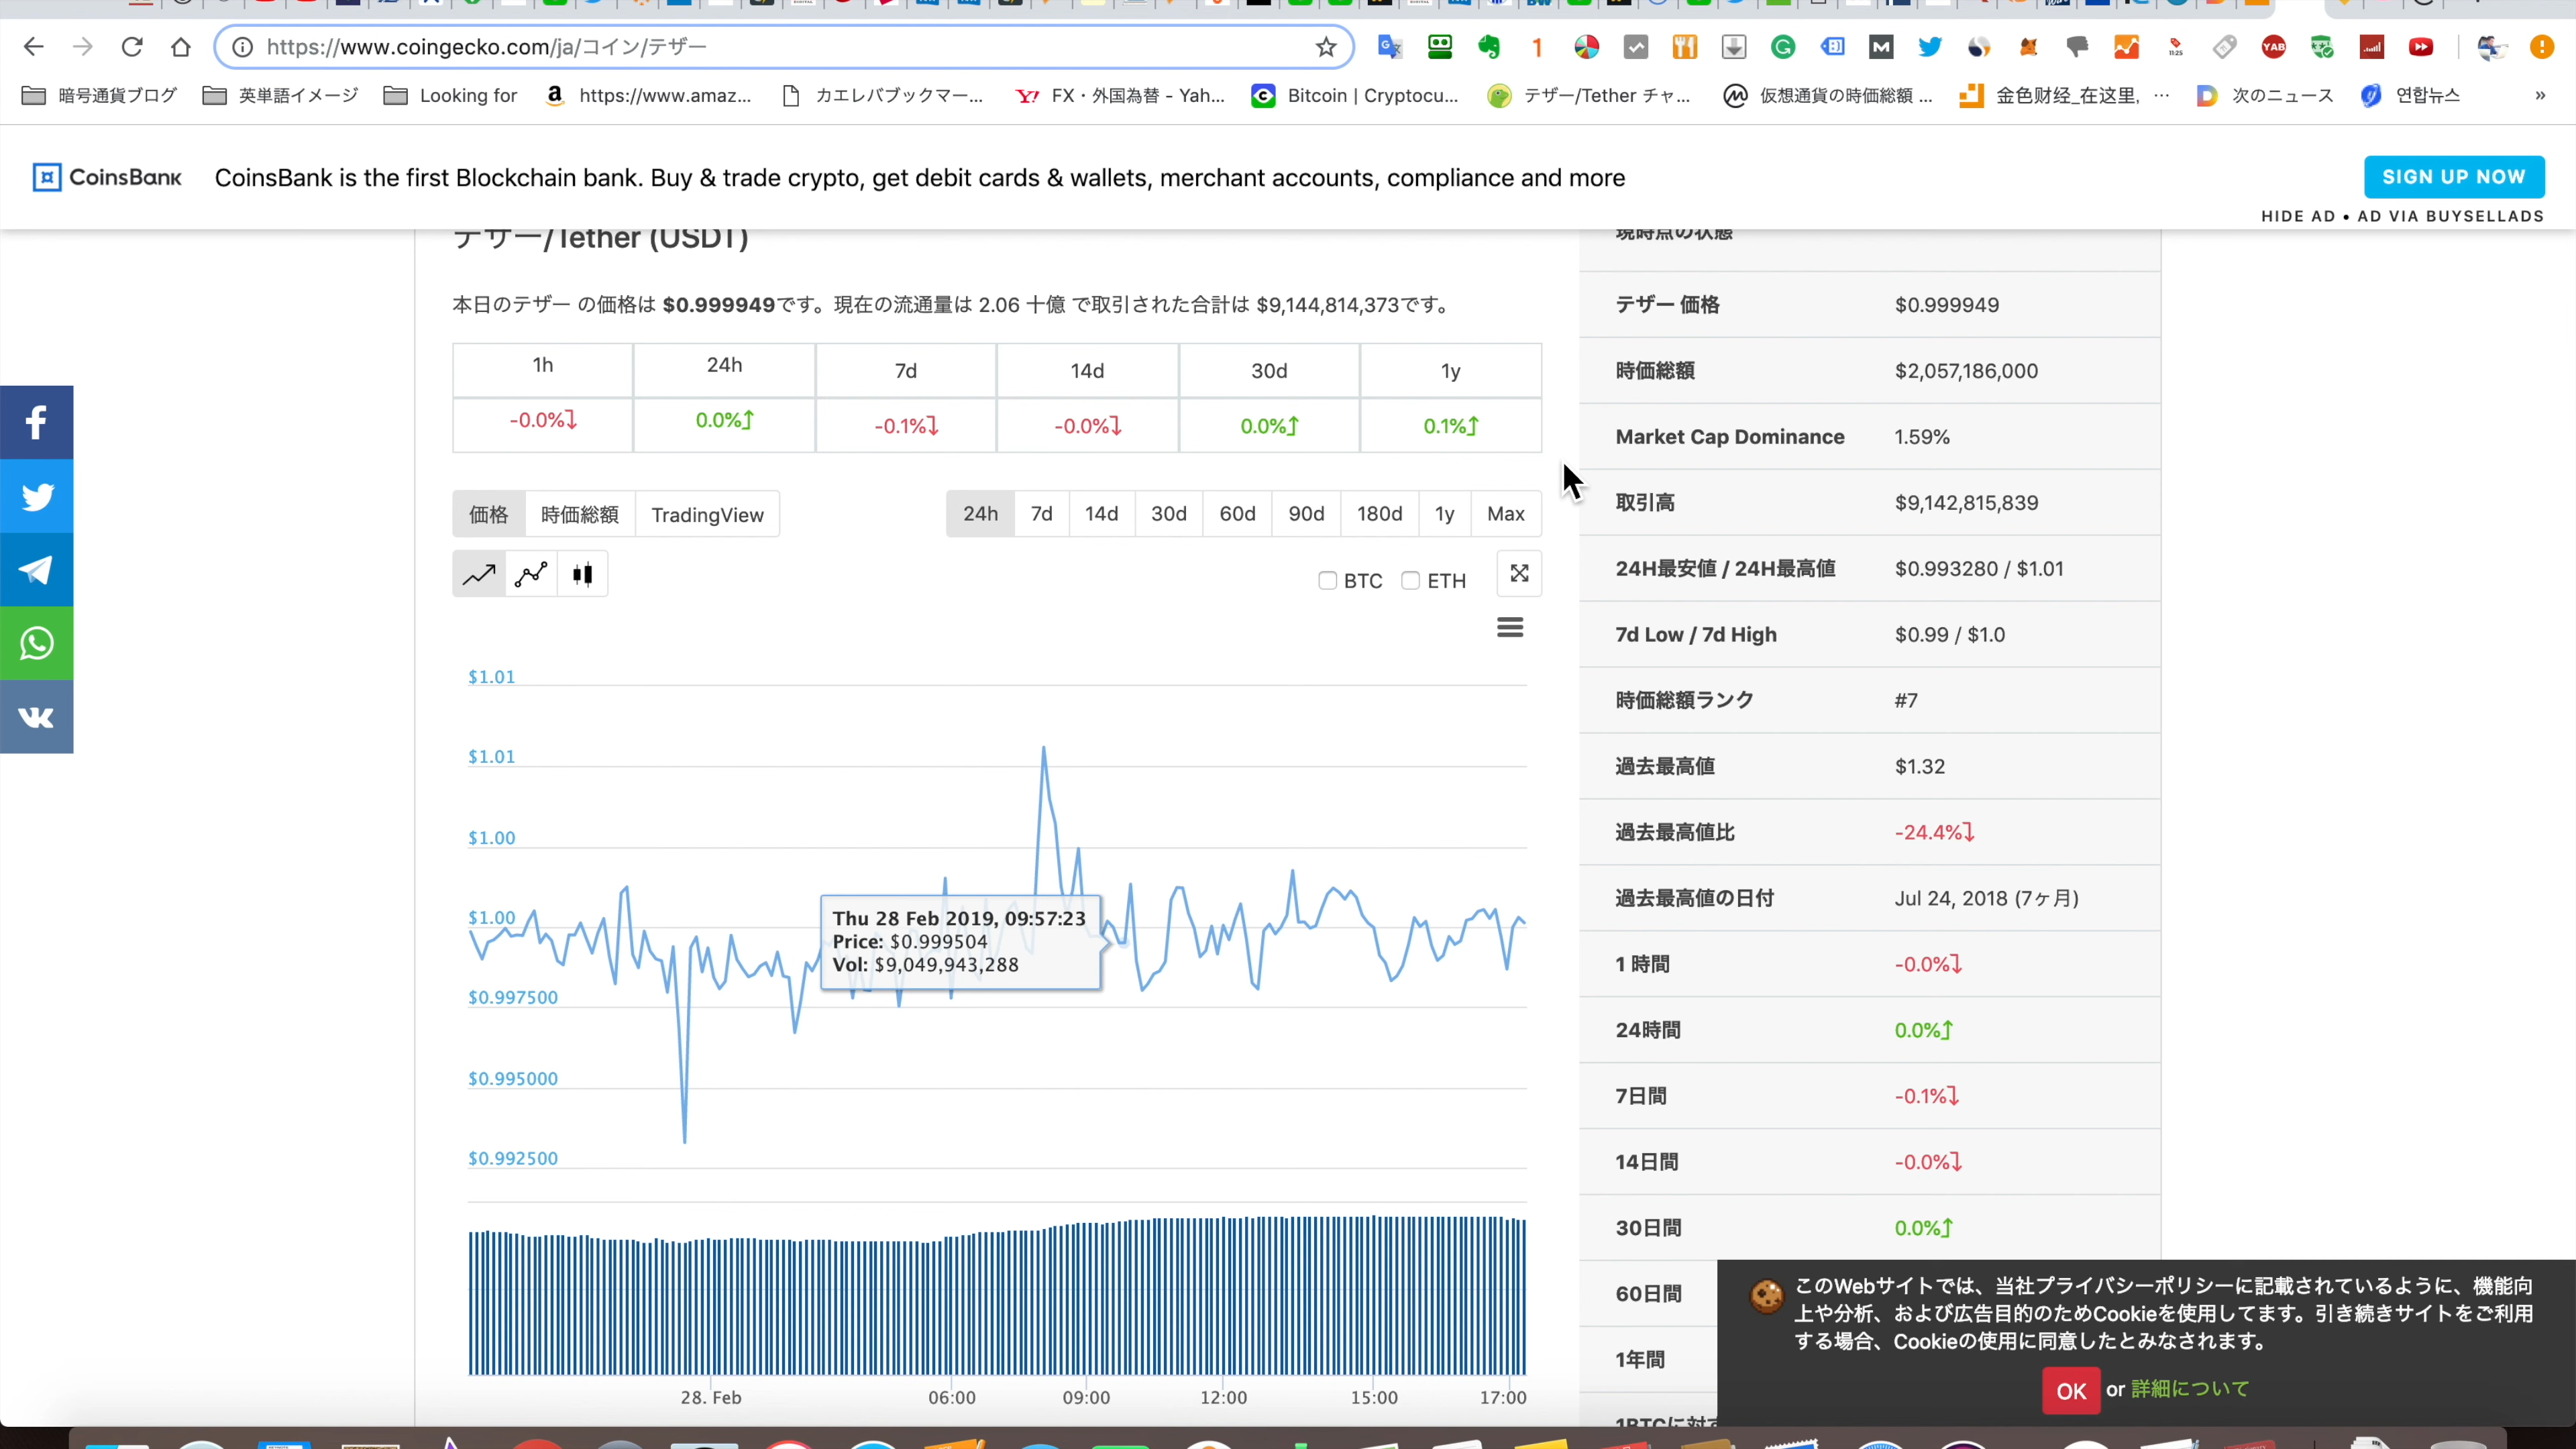 https://www.coingecko.com/ja/コイン/テザー
暗号通貨ブログ 英単語イメージ Looking for https://www.amaz... カエレバブックマー... FX・外国為替 - Yah... Bitcoin | Cryptocu... テザー/Tether チャ... 仮想通貨の時価総額 ... 金色财经_在这里, ... 次のニュース 연합뉴스 »
CoinsBank CoinsBank is the first Blockchain bank. Buy & trade crypto, get debit cards & wallets, merchant accounts, compliance and more SIGN UP NOW
HIDE AD • AD VIA BUYSELLADS
テザー/Tether (USDT)
本日のテザー の価格は $0.999949です。現在の流通量は 2.06 十億 で取引された合計は $9,144,814,373です。
1h 24h 7d 14d 30d 1y
-0.0% 0.0% -0.1% -0.0% 0.0% 0.1%
価格 時価総額 TradingView 24h 7d 14d 30d 60d 90d 180d 1y Max
BTC ETH
$1.01
$1.01
$1.00
$1.00
$0.997500
$0.995000
$0.992500
Thu 28 Feb 2019, 09:57:23
Price: $0.999504
Vol: $9,049,943,288
28. Feb 06:00 09:00 12:00 15:00 17:00
現時点の状態
テザー 価格 $0.999949
時価総額 $2,057,186,000
Market Cap Dominance 1.59%
取引高 $9,142,815,839
24H最安値 / 24H最高値 $0.993280 / $1.01
7d Low / 7d High $0.99 / $1.0
時価総額ランク #7
過去最高値 $1.32
過去最高値比 -24.4%
過去最高値の日付 Jul 24, 2018 (7ヶ月)
1 時間 -0.0%
24時間 0.0%
7日間 -0.1%
14日間 -0.0%
30日間 0.0%
60日間
1年間
1BTCに対す
このWebサイトでは、当社プライバシーポリシーに記載されているように、機能向
上や分析、および広告目的のためCookieを使用してます。引き続きサイトをご利用
する場合、Cookieの使用に同意したとみなされます。
OK or 詳細について